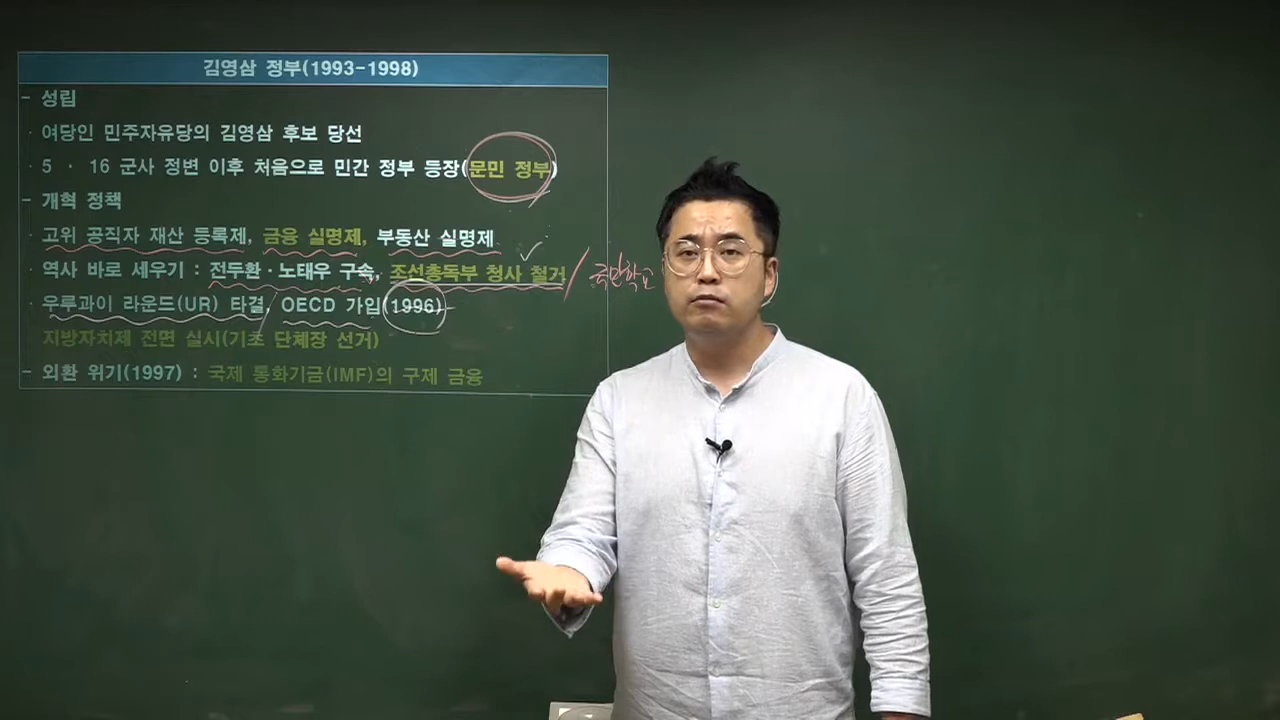 김영삼 정부(1993-1998)
- 성립
· 여당인 민주자유당의 김영삼 후보 당선
· 5 · 16 군사 정변 이후 처음으로 민간 정부 등장(문민 정부)
- 개혁 정책
· 고위 공직자 재산 등록제, 금융 실명제, 부동산 실명제
· 역사 바로 세우기 : 전두환·노태우 구속, 조선총독부 청사 철거 / 국민학교
· 우루과이 라운드(UR) 타결, OECD 가입(1996)
· 지방자치제 전면 실시(기초 단체장 선거)
- 외환 위기(1997) : 국제 통화기금(IMF)의 구제 금융